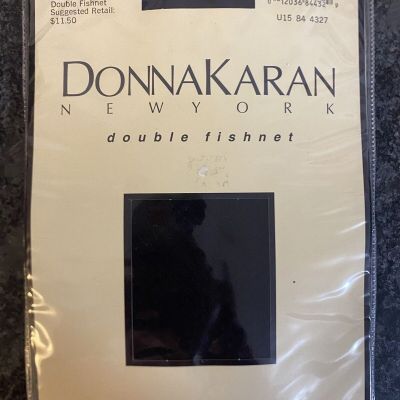 Double Fishnet
Suggested Retail:
$11.50
U15 84 4327
DONNAKARAN
NEW YORK
double fishnet